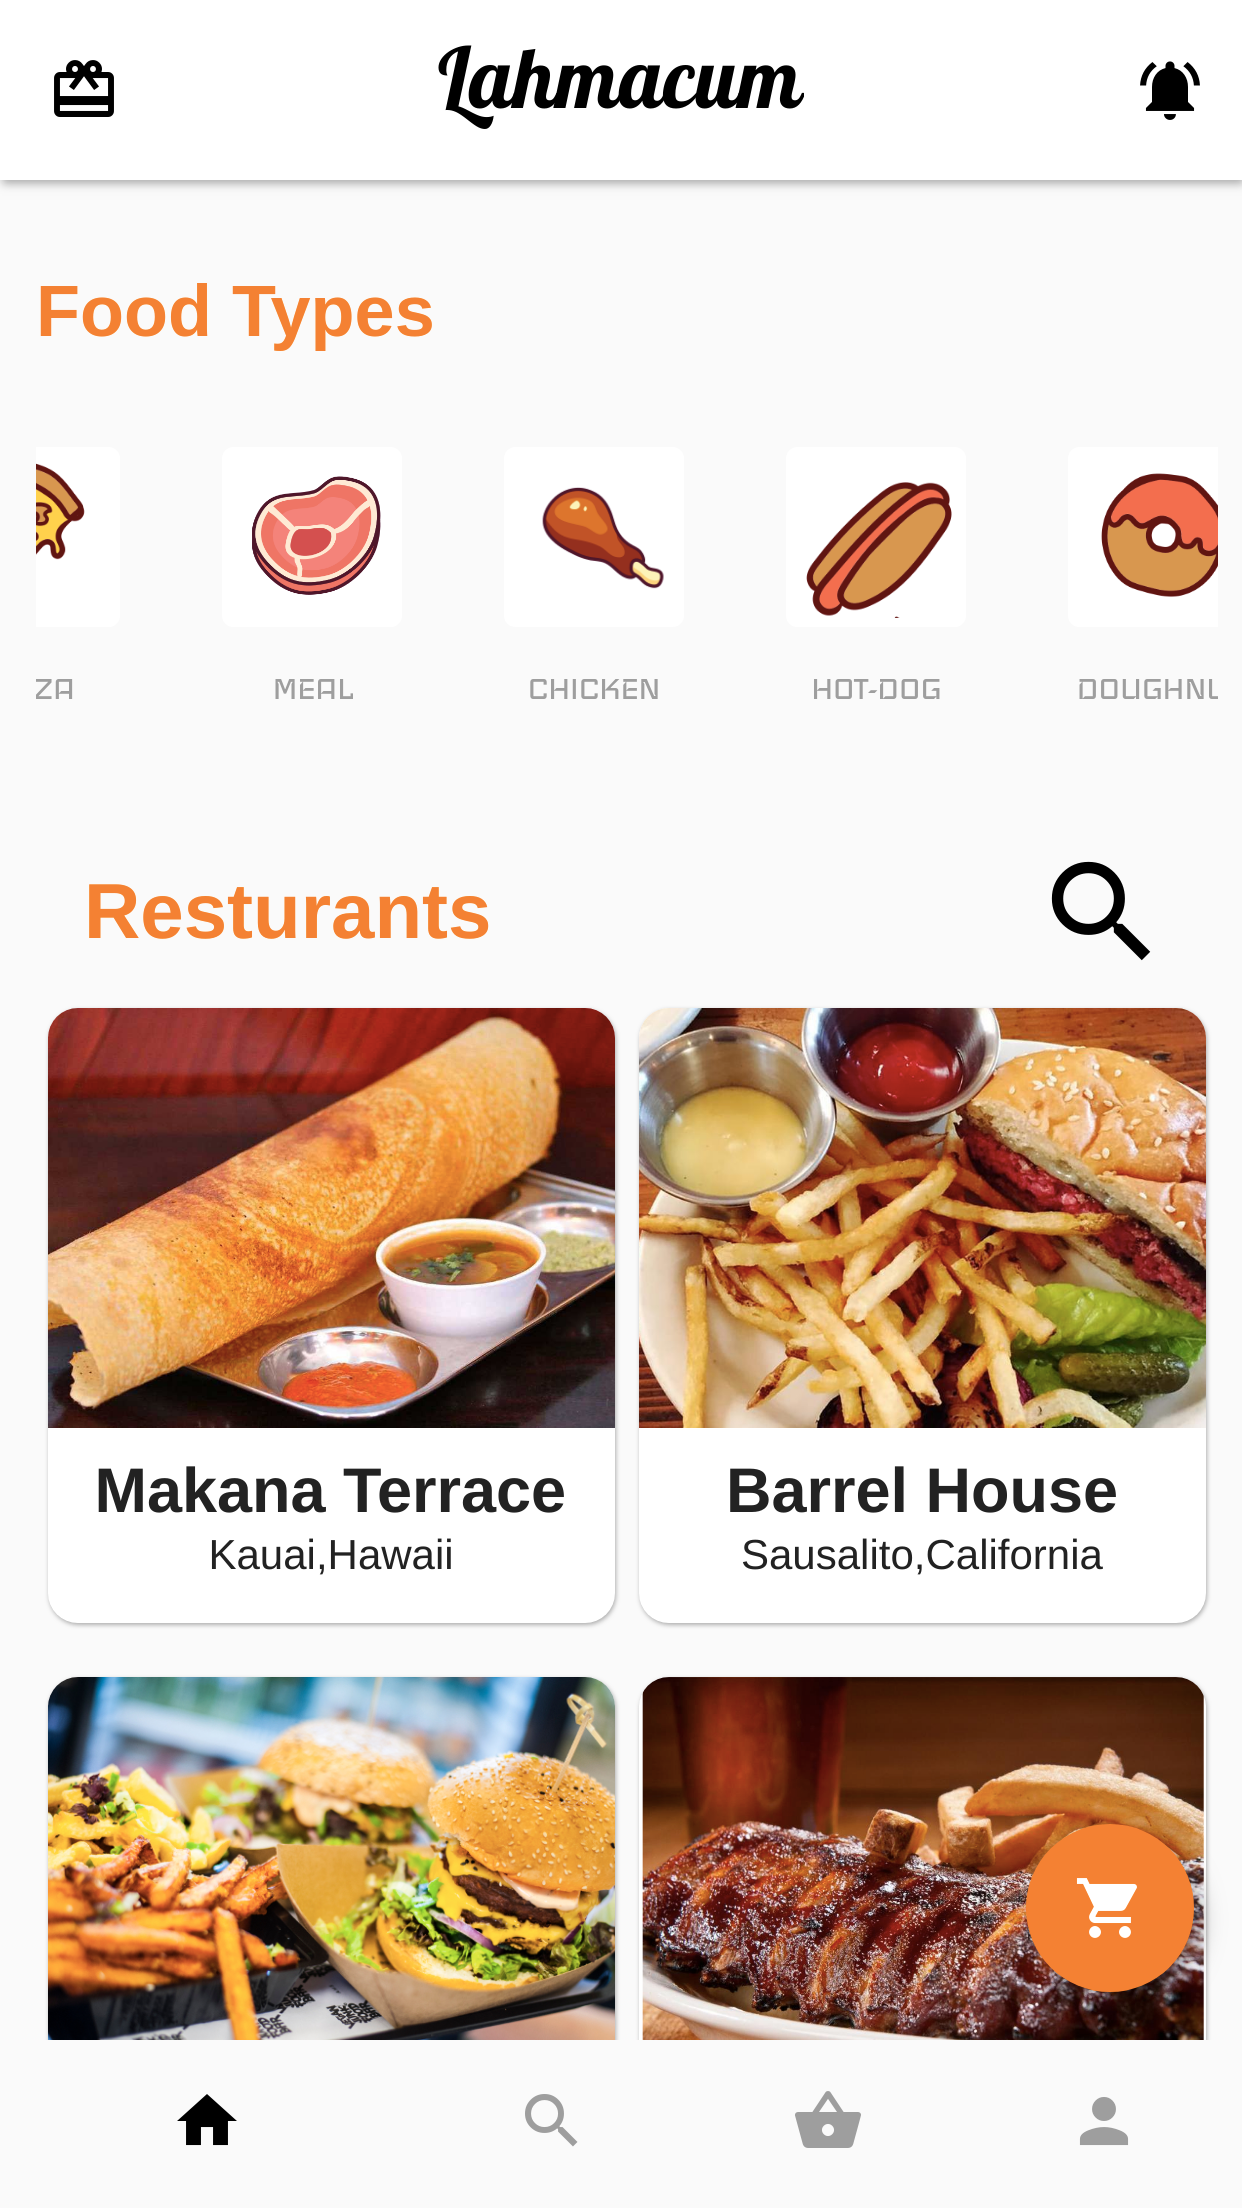 Lahmacum
Food Types
ZA MEAL CHICKEN HOT-DOG DOUGHNU
Resturants
Makana Terrace
Kauai,Hawaii
Barrel House
Sausalito,California